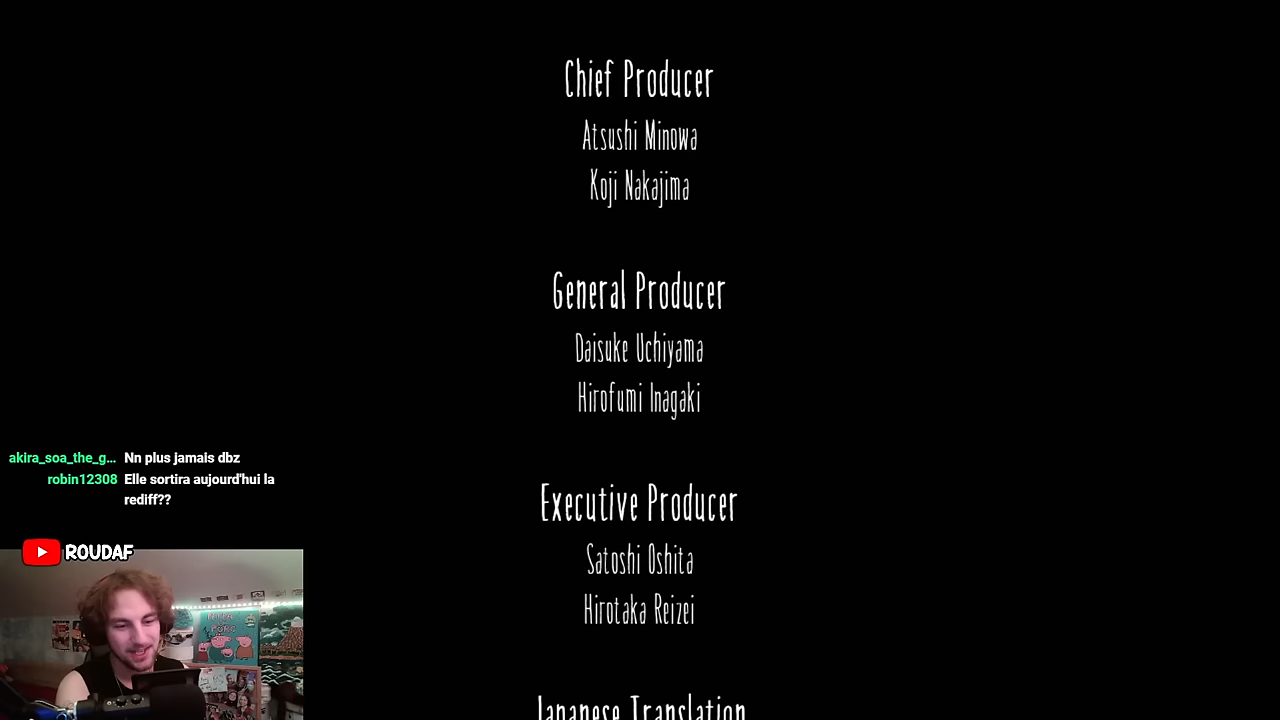 Chief Producer
Atsushi Minowa
Koji Nakajima
General Producer
Daisuke Uchiyama
Hirofumi Inagaki
Executive Producer
Satoshi Oshita
Hirotaka Reizei
Japanese Translation
akira_soa_the_g... Nn plus jamais dbz
robin12308 Elle sortira aujourd'hui la
rediff??
ROUDAF